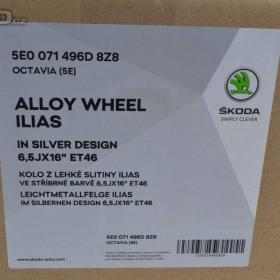 5E0 071 496D 8Z8
OCTAVIA (5E)
ALLOY WHEEL
ILIAS
IN SILVER DESIGN
6,5JX16" ET46
KOLO Z LEHKÉ SLITINY ILIAS
VE STŘÍBRNÉ BARVĚ 6,5JX16" ET46
LEICHTMETALLFELGE ILIAS
IM SILBERNEN DESIGN 6,5JX16" ET46
ŠKODA
SIMPLY CLEVER
5E0 071 496D 8Z8
OCTAVIA (5E)
www.skoda-auto.com